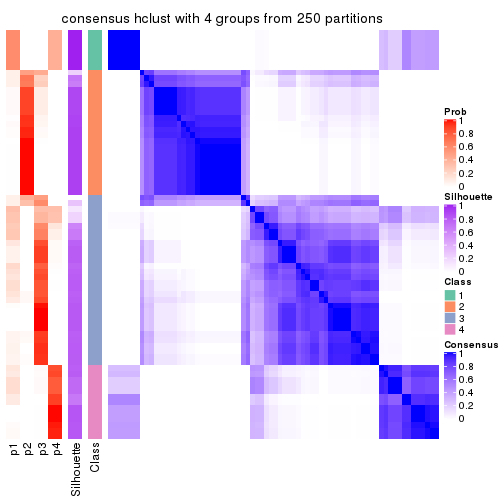 consensus hclust with 4 groups from 250 partitions
Prob
1
0.8
0.6
0.4
0.2
0
Silhouette
1
0.8
0.6
0.4
0.2
0
Class
1
2
3
4
Consensus
1
0.8
0.6
0.4
0.2
0
p1
p2
p3
p4
Silhouette
Class